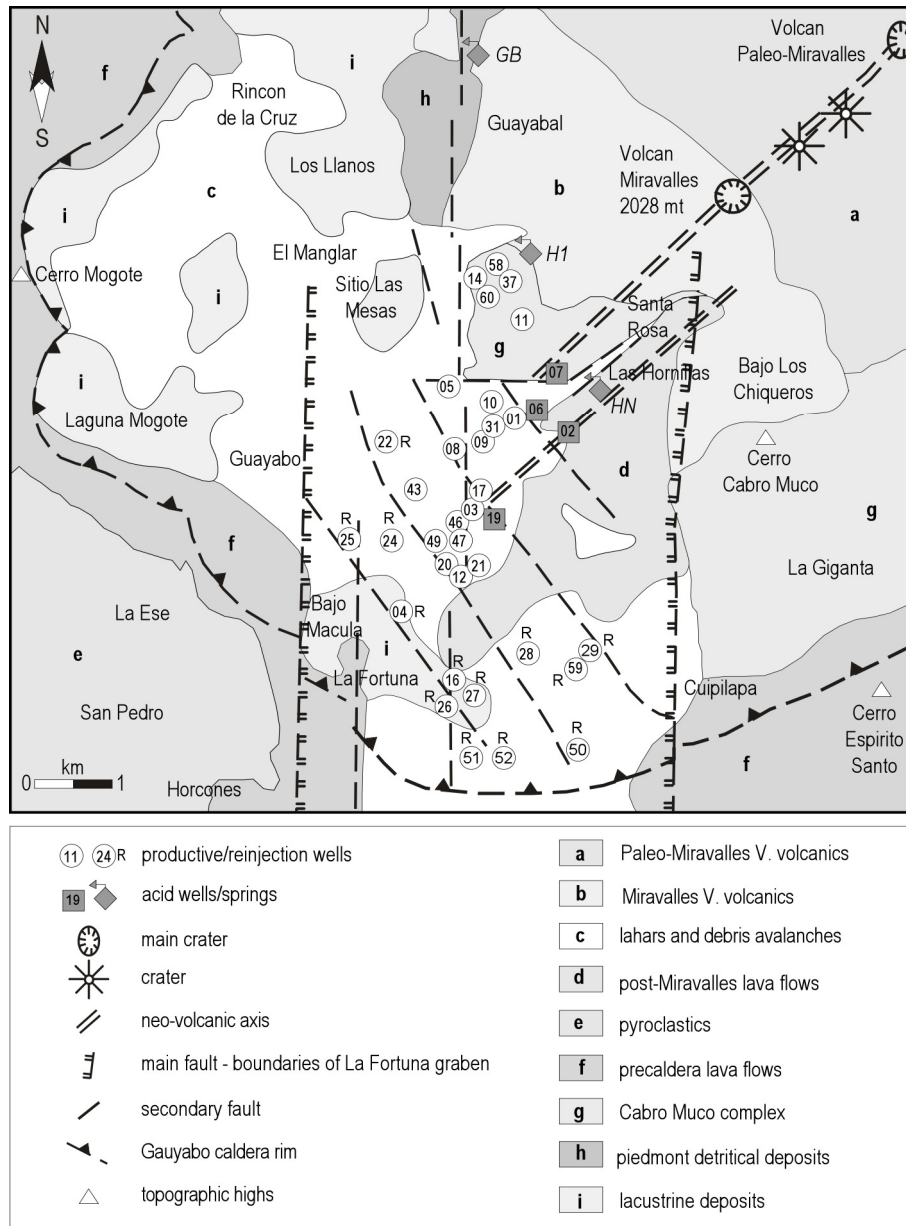 N
S
f
i
GB
Volcan
Paleo-Miravalles
Rincon
de la Cruz
h
Guayabal
Los Llanos
Volcan
Miravalles
2028 mt
c
b
a
i
H1
El Manglar
58
Cerro Mogote
14
37
Sitio Las
Mesas
i
60
Santa
Rosa
11
g
i
07
Las Hornillas
05
Bajo Los
Chiqueros
HN
10
06
Laguna Mogote
01
31
02
22 R
09
08
Guayabo
Cerro
Cabro Muco
d
43
17
03
g
19
46
R
R
25
24
49
47
f
20
21
La Giganta
12
La Ese
Bajo
Macula
04 R
R
R
28
29
e
i
59
R
R
La Fortuna
16
R
27
Cuipilapa
R
26
San Pedro
Cerro
Espirito
Santo
R
R
R
50
51
52
f
km
0
1
Horcones
11 24 R productive/reinjection wells
19 acid wells/springs
main crater
crater
neo-volcanic axis
main fault - boundaries of La Fortuna graben
secondary fault
Gauyabo caldera rim
topographic highs
a Paleo-Miravalles V. volcanics
b Miravalles V. volcanics
c lahars and debris avalanches
d post-Miravalles lava flows
e pyroclastics
f precaldera lava flows
g Cabro Muco complex
h piedmont detritical deposits
i lacustrine deposits